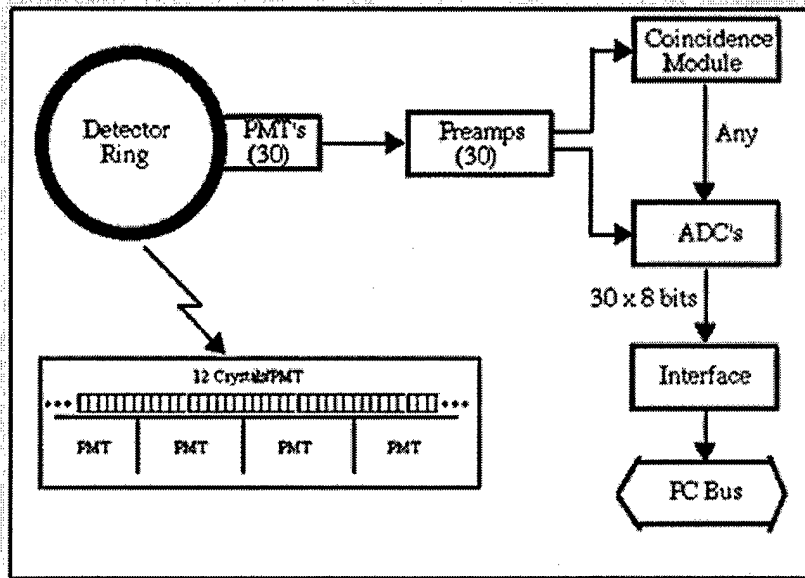 Detector
Ring
PMT's
(30)
Preamps
(30)
Coincidence
Module
Any
ADC's
30 x 8 bits
Interface
PC Bus
12 Crystals/PMT
PMT
PMT
PMT
PMT